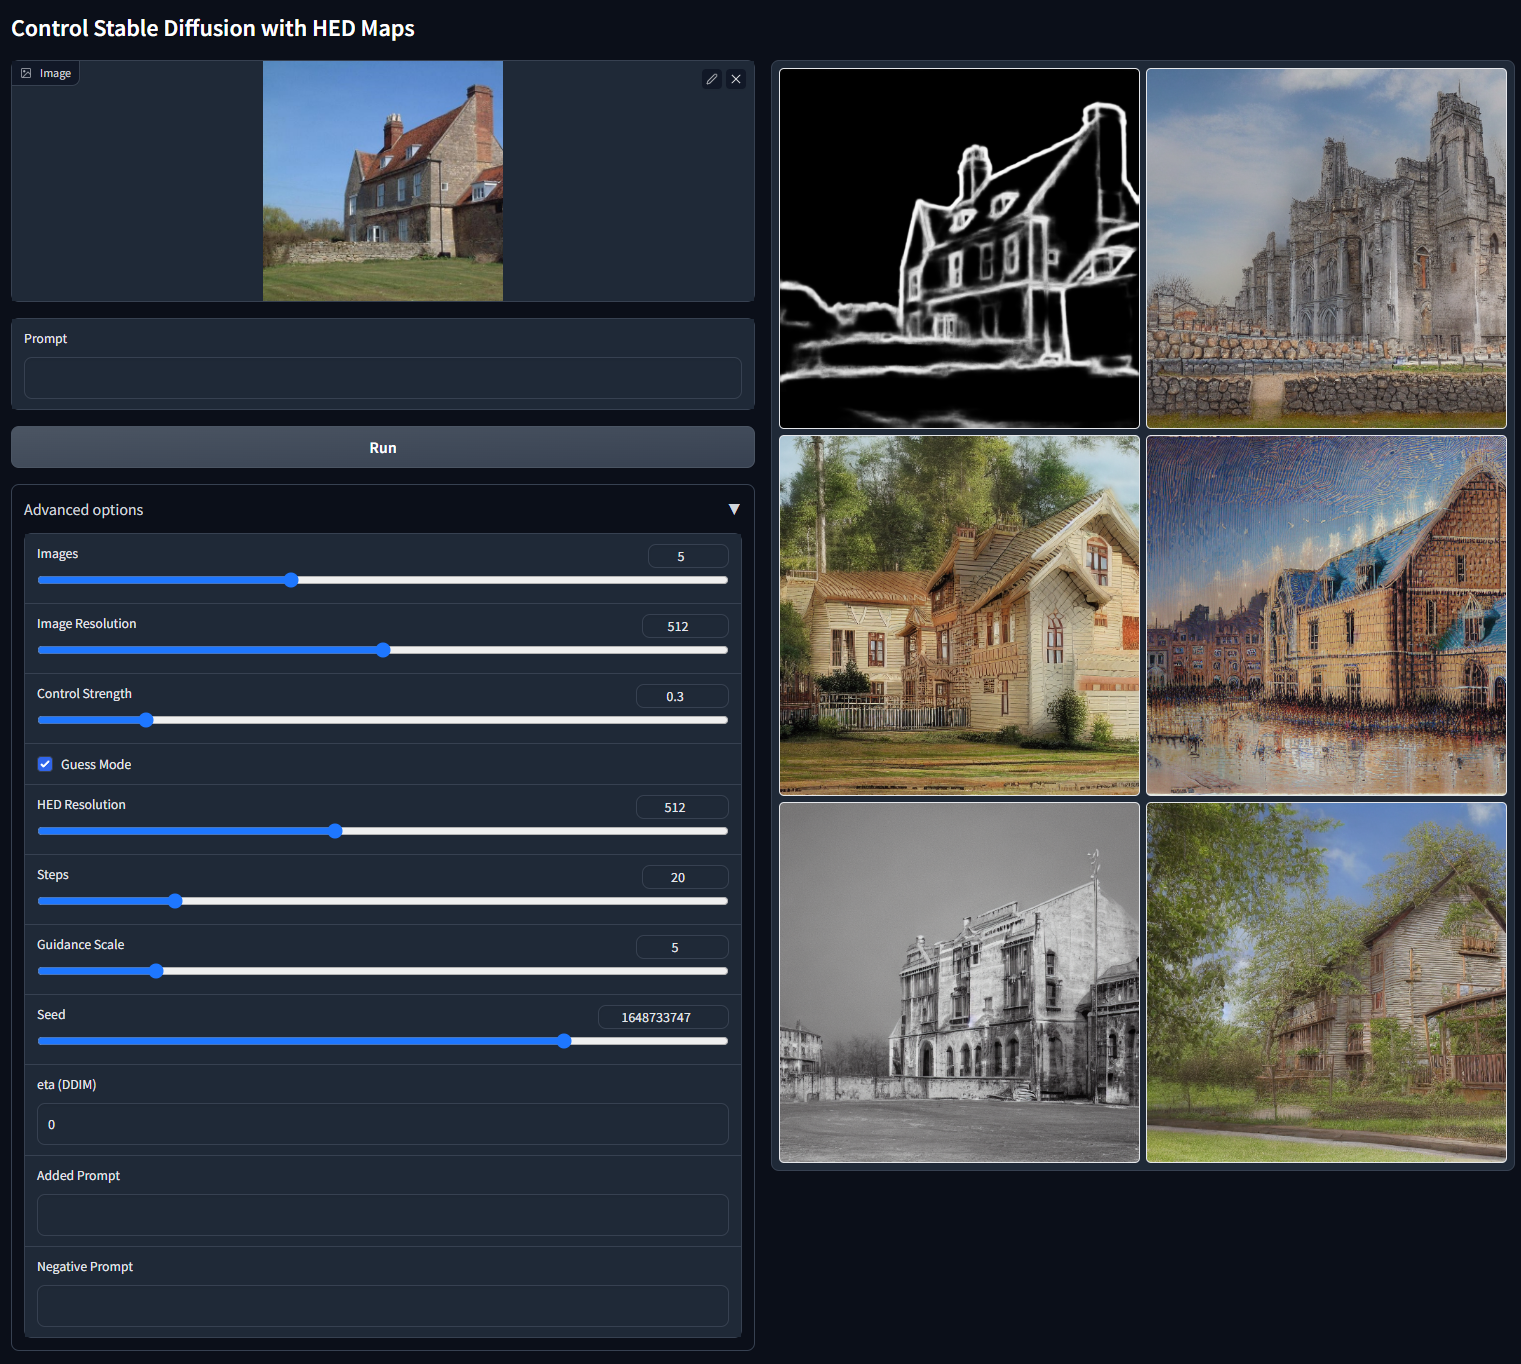 Control Stable Diffusion with HED Maps
Image
Prompt
Run
Advanced options
Images
5
Image Resolution
512
Control Strength
0.3
Guess Mode
HED Resolution
512
Steps
20
Guidance Scale
5
Seed
1648733747
eta (DDIM)
0
Added Prompt
Negative Prompt